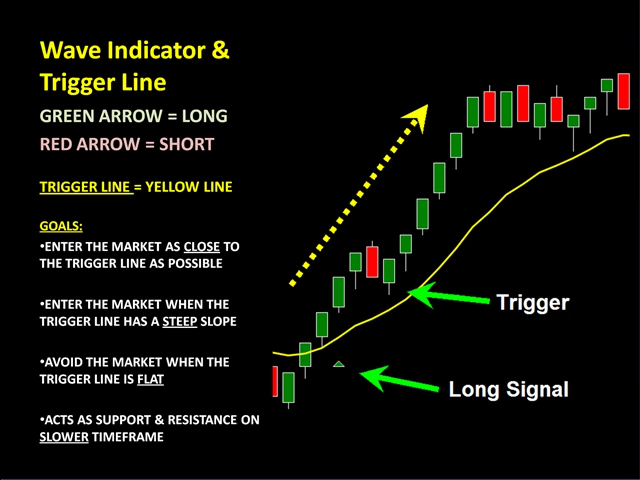 Wave Indicator &
Trigger Line
GREEN ARROW = LONG
RED ARROW = SHORT
TRIGGER LINE = YELLOW LINE
GOALS:
•ENTER THE MARKET AS CLOSE TO
THE TRIGGER LINE AS POSSIBLE
•ENTER THE MARKET WHEN THE
TRIGGER LINE HAS A STEEP SLOPE
•AVOID THE MARKET WHEN THE
TRIGGER LINE IS FLAT
•ACTS AS SUPPORT & RESISTANCE ON
SLOWER TIMEFRAME
Trigger
Long Signal